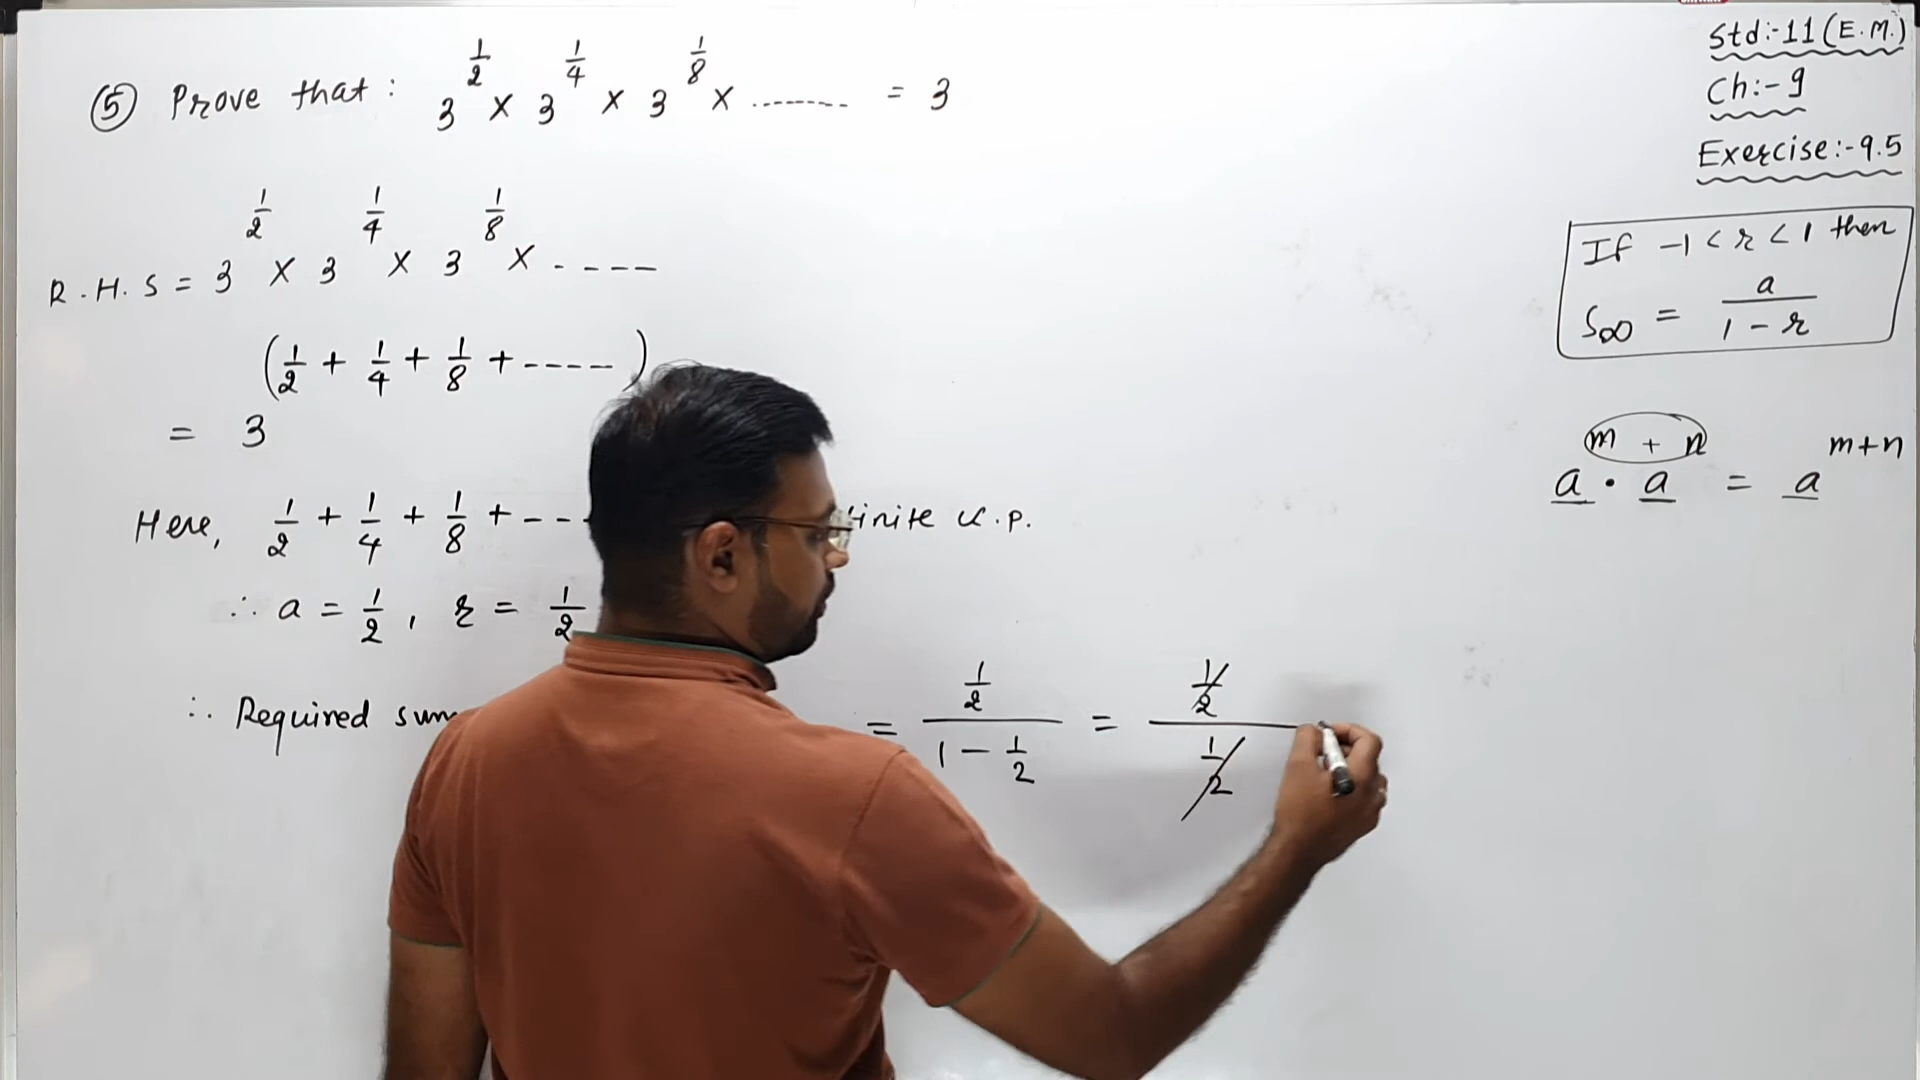 ⑤ Prove that : 3^(1/2) × 3^(1/4) × 3^(1/8) × ........ = 3
R.H.S = 3^(1/2) × 3^(1/4) × 3^(1/8) × ----
= 3^(1/2 + 1/4 + 1/8 + ----)
Here, 1/2 + 1/4 + 1/8 + --- G.P.
∴ a = 1/2 , r = 1/2
∴ Required sum = (1/2)/(1 - 1/2) = (1/2)/(1/2)
Std:-11 (E.M.)
Ch:-9
Exercise:-9.5
If -1 < r < 1 then
S∞ = a/(1 - r)
a^m · a^n = a^(m+n)